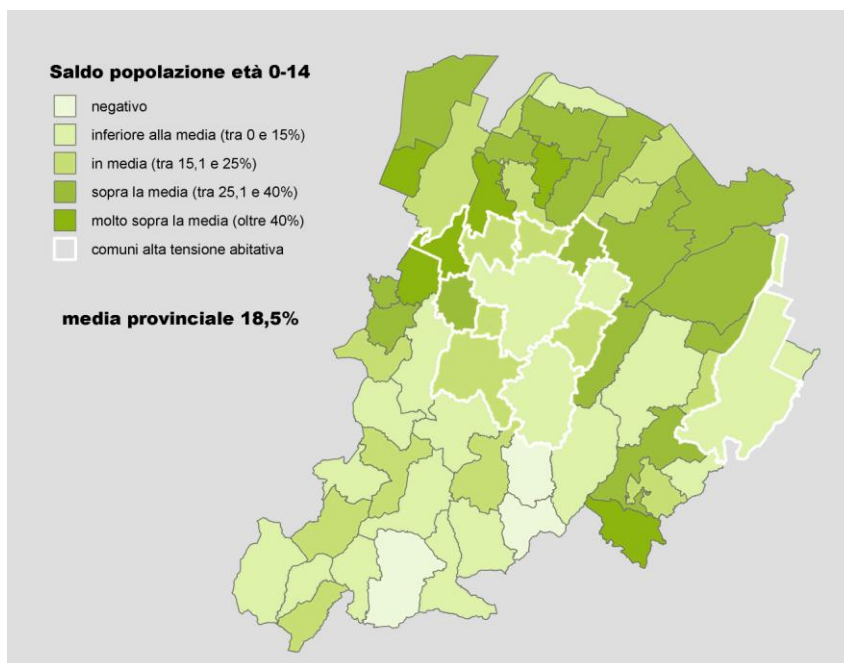 Saldo popolazione età 0-14
negativo
inferiore alla media (tra 0 e 15%)
in media (tra 15,1 e 25%)
sopra la media (tra 25,1 e 40%)
molto sopra la media (oltre 40%)
comuni alta tensione abitativa
media provinciale 18,5%